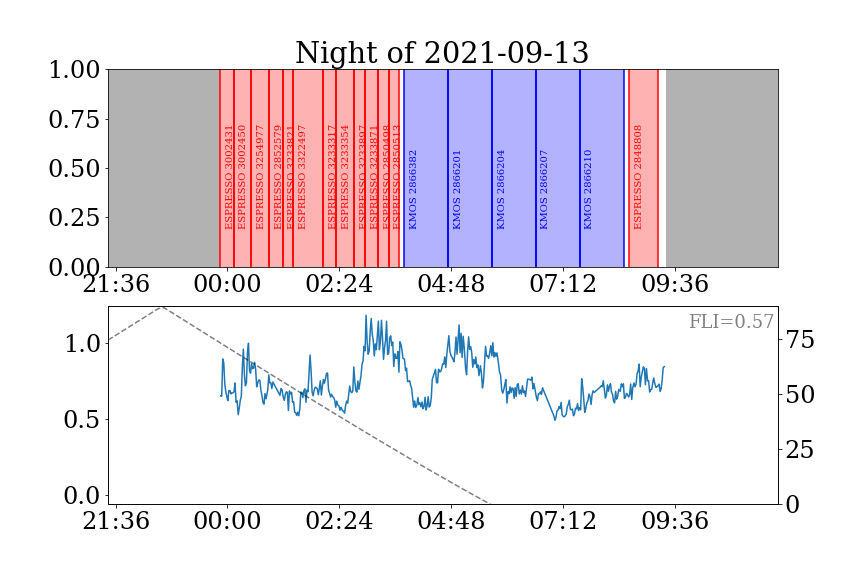 Night of 2021-09-13
1.00
0.75
0.50
0.25
0.00
ESPRESSO 3002431
ESPRESSO 3002450
ESPRESSO 3254977
ESPRESSO 2852579
ESPRESSO 3233821
ESPRESSO 3322497
ESPRESSO 3233317
ESPRESSO 3233354
ESPRESSO 3233897
ESPRESSO 3233871
ESPRESSO 2850498
ESPRESSO 2850513
KMOS 2866382
KMOS 2866201
KMOS 2866204
KMOS 2866207
KMOS 2866210
ESPRESSO 2848808
21:36 00:00 02:24 04:48 07:12 09:36
FLI=0.57
1.0
0.5
0.0
75
50
25
0
21:36 00:00 02:24 04:48 07:12 09:36